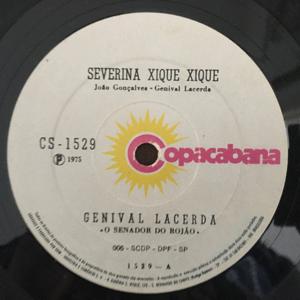 SEVERINA XIQUE XIQUE
João Gonçalves - Genival Lacerda
CS-1529
Ⓟ 1975
Copacabana
GENIVAL LACERDA
"O SENADOR DO ROJÃO"
006 - SCDP - DPF - SP
1529 - A